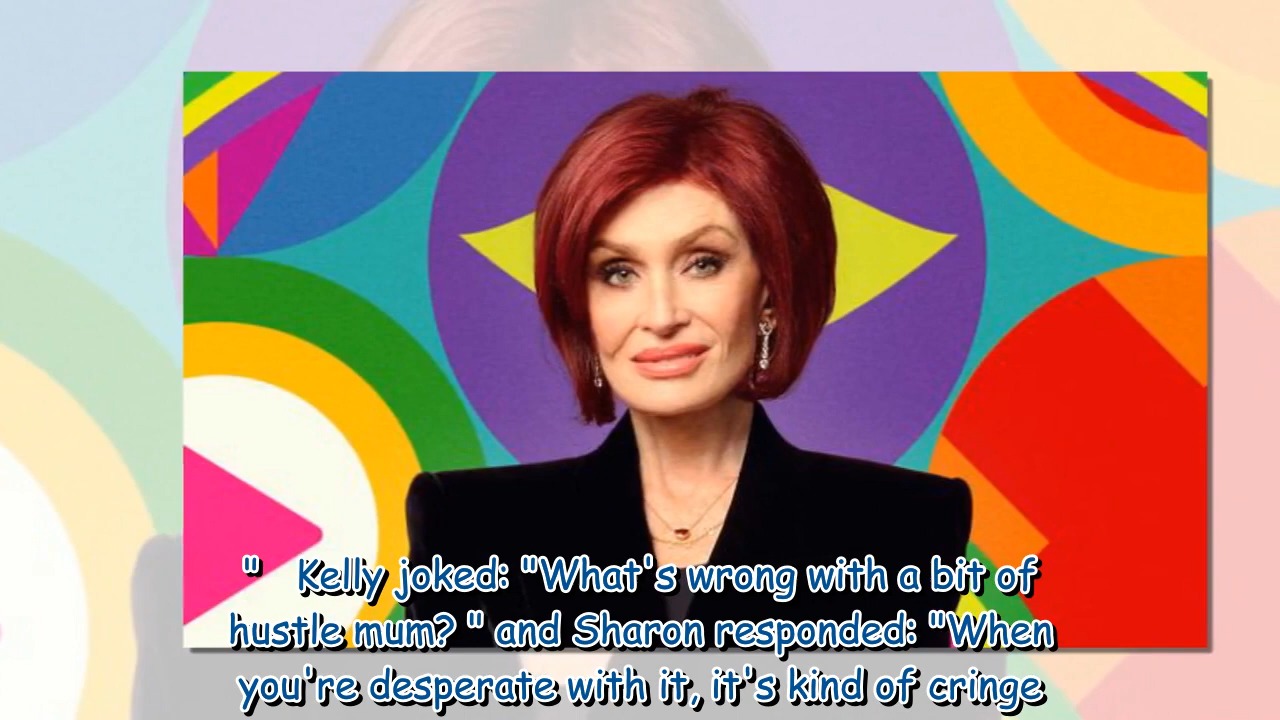 " Kelly joked: "What's wrong with a bit of
hustle mum? " and Sharon responded: "When
you're desperate with it, it's kind of cringe